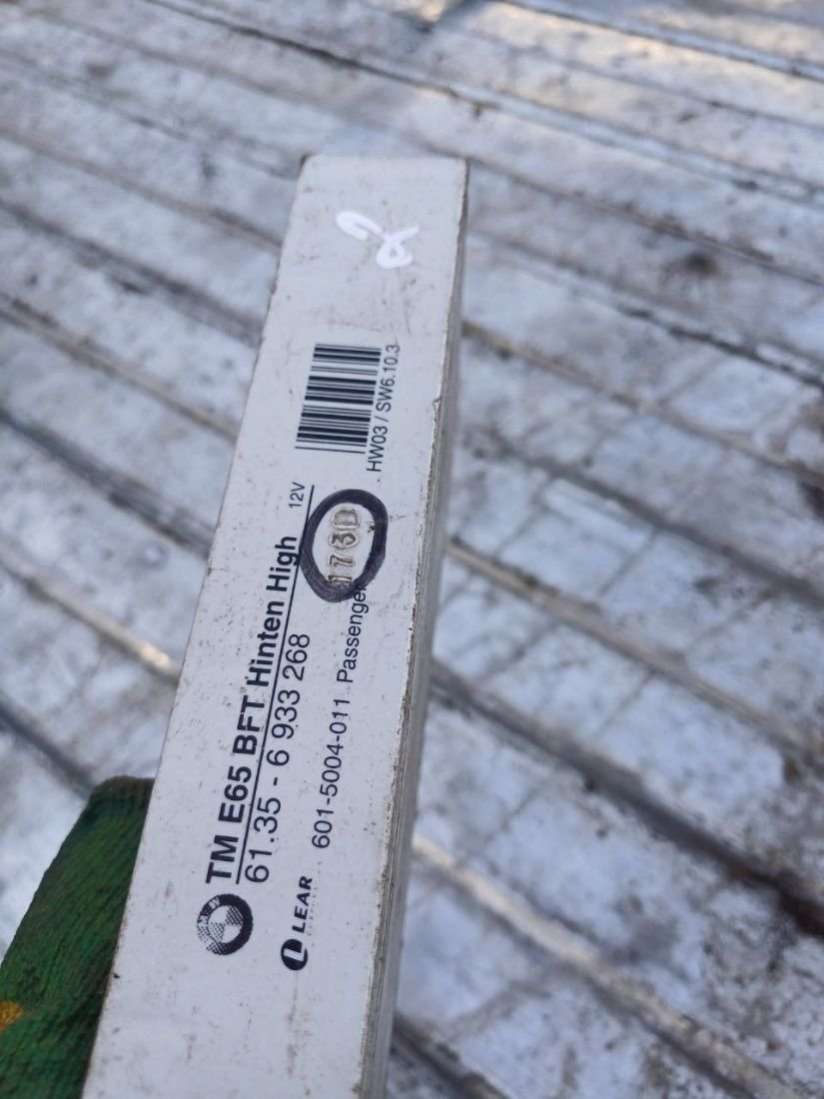 TM E65 BFT Hinten High 12V
61.35 - 6 933 268
LEAR 601-5004-011 Passenger
173D
HW03 / SW6.10.3